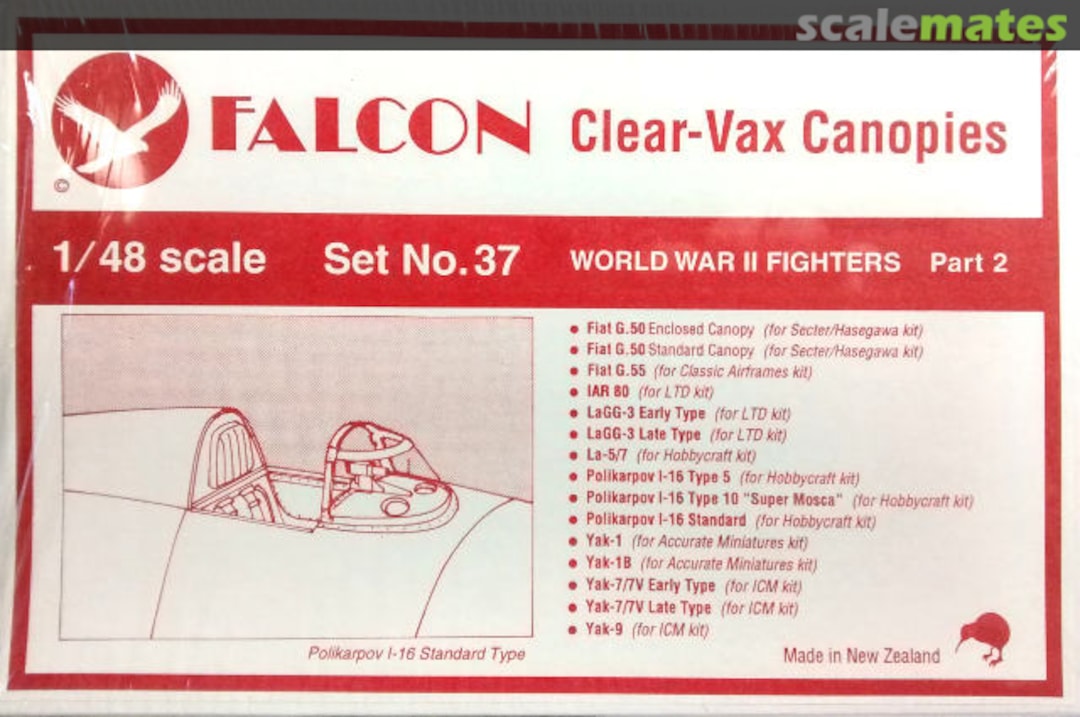 scalemates
FALCON Clear-Vax Canopies
©
1/48 scale Set No. 37 WORLD WAR II FIGHTERS Part 2
• Fiat G.50 Enclosed Canopy (for Secter/Hasegawa kit)
• Fiat G.50 Standard Canopy (for Secter/Hasegawa kit)
• Fiat G.55 (for Classic Airframes kit)
• IAR 80 (for LTD kit)
• LaGG-3 Early Type (for LTD kit)
• LaGG-3 Late Type (for LTD kit)
• La-5/7 (for Hobbycraft kit)
• Polikarpov I-16 Type 5 (for Hobbycraft kit)
• Polikarpov I-16 Type 10 "Super Mosca" (for Hobbycraft kit)
• Polikarpov I-16 Standard (for Hobbycraft kit)
• Yak-1 (for Accurate Miniatures kit)
• Yak-1B (for Accurate Miniatures kit)
• Yak-7/7V Early Type (for ICM kit)
• Yak-7/7V Late Type (for ICM kit)
• Yak-9 (for ICM kit)
Polikarpov I-16 Standard Type
Made in New Zealand